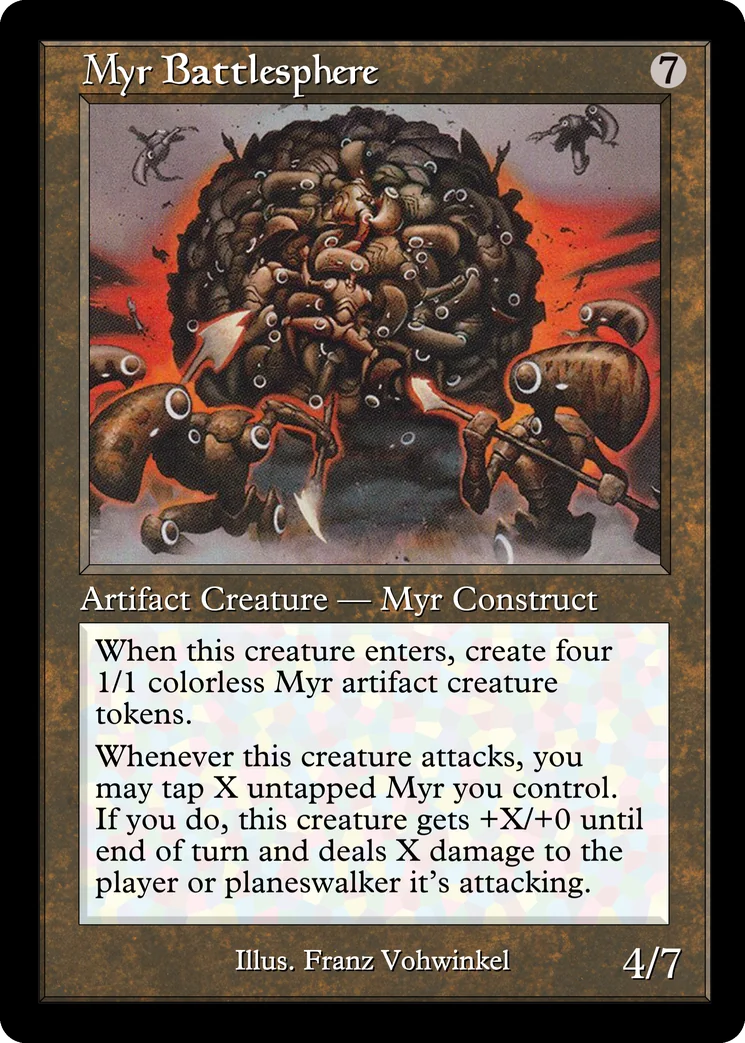 Myr Battlesphere
7
Artifact Creature — Myr Construct
When this creature enters, create four
1/1 colorless Myr artifact creature
tokens.
Whenever this creature attacks, you
may tap X untapped Myr you control.
If you do, this creature gets +X/+0 until
end of turn and deals X damage to the
player or planeswalker it's attacking.
Illus. Franz Vohwinkel
4/7